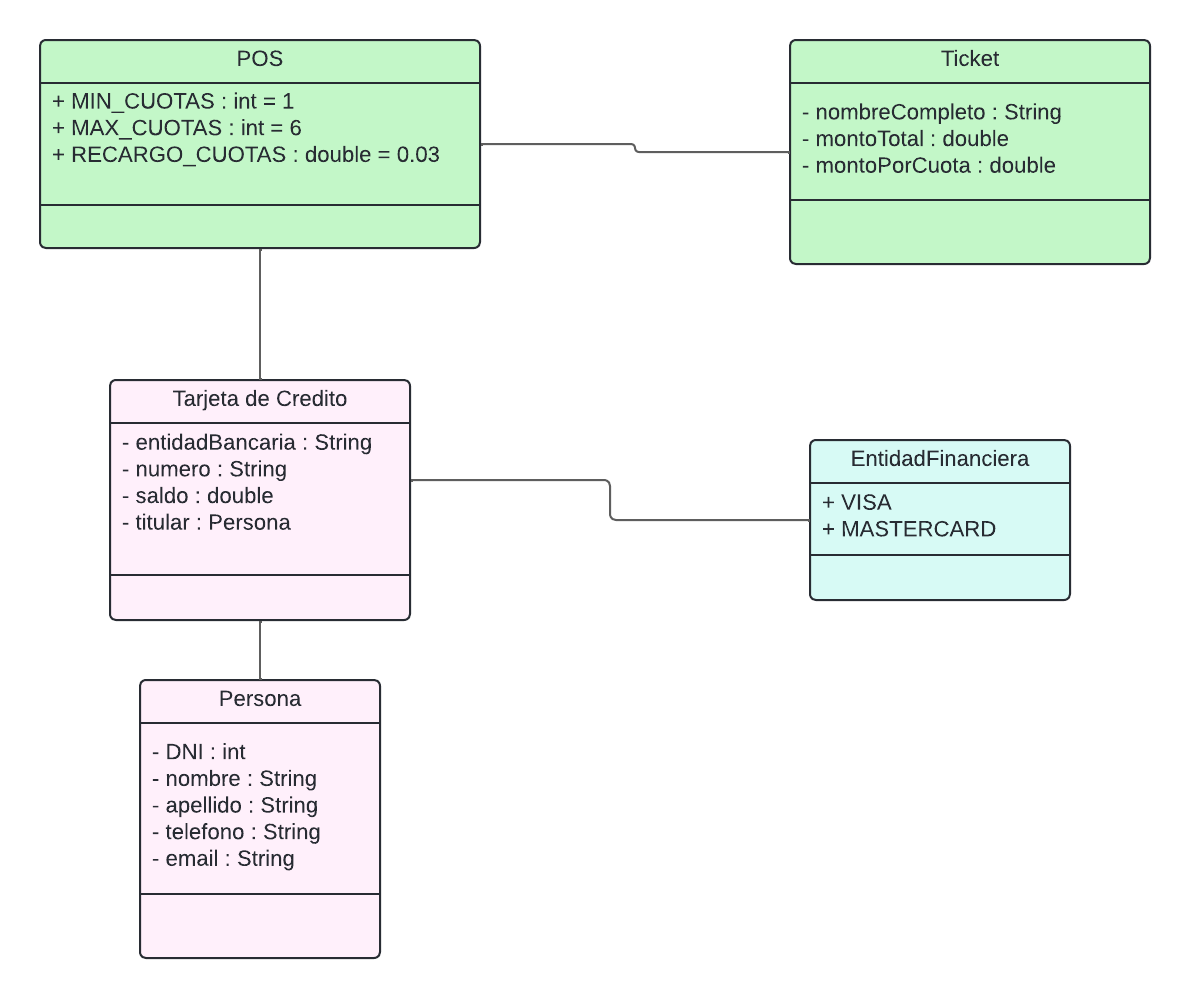 POS
+ MIN_CUOTAS : int = 1
+ MAX_CUOTAS : int = 6
+ RECARGO_CUOTAS : double = 0.03
Ticket
- nombreCompleto : String
- montoTotal : double
- montoPorCuota : double
Tarjeta de Credito
- entidadBancaria : String
- numero : String
- saldo : double
- titular : Persona
EntidadFinanciera
+ VISA
+ MASTERCARD
Persona
- DNI : int
- nombre : String
- apellido : String
- telefono : String
- email : String